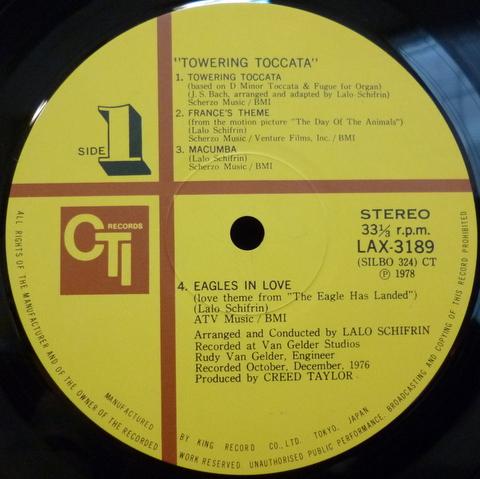 "TOWERING TOCCATA"
1. TOWERING TOCCATA
(based on D Minor Toccata & Fugue for Organ)
(J. S. Bach, arranged and adapted by Lalo Schifrin)
Scherzo Music / BMI
2. FRANCE'S THEME
(from the motion picture "The Day Of The Animals")
(Lalo Schifrin)
Scherzo Music / Venture Films, Inc. / BMI
3. MACUMBA
(Lalo Schifrin)
Scherzo Music / BMI
SIDE 1
CTI RECORDS
STEREO
33⅓ r.p.m.
LAX-3189
(SILBO 324) CT
Ⓟ 1978
4. EAGLES IN LOVE
(love theme from "The Eagle Has Landed")
(Lalo Schifrin)
ATV Music / BMI
Arranged and Conducted by LALO SCHIFRIN
Recorded at Van Gelder Studios
Rudy Van Gelder, Engineer
Recorded October, December, 1976
Produced by CREED TAYLOR
MANUFACTURED BY KING RECORD CO., LTD. TOKYO, JAPAN
ALL RIGHTS OF THE MANUFACTURER AND OF THE OWNER OF THE RECORDED WORK RESERVED. UNAUTHORISED PUBLIC PERFORMANCE, BROADCASTING AND COPYING OF THIS RECORD PROHIBITED